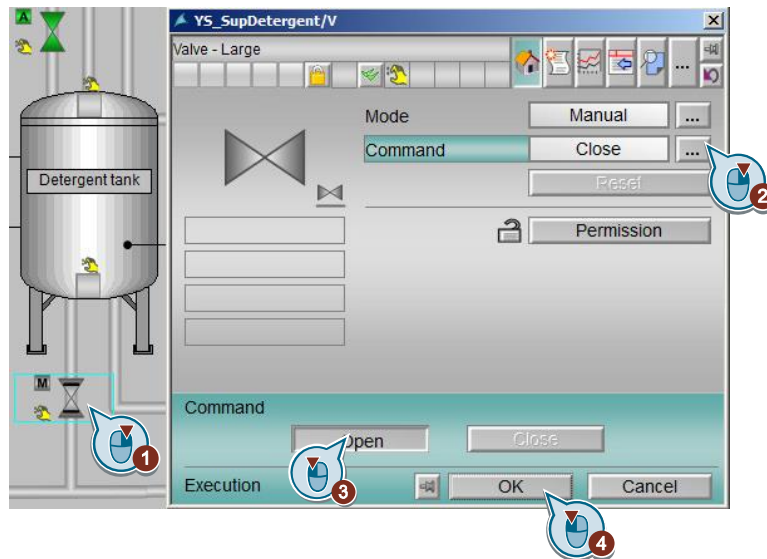 YS_SupDetergent/V
A
Valve - Large
...
Mode
Manual
...
Command
Close
...
Reset
2
Permission
Detergent tank
M
1
Command
Open
Close
3
Execution
OK
Cancel
4